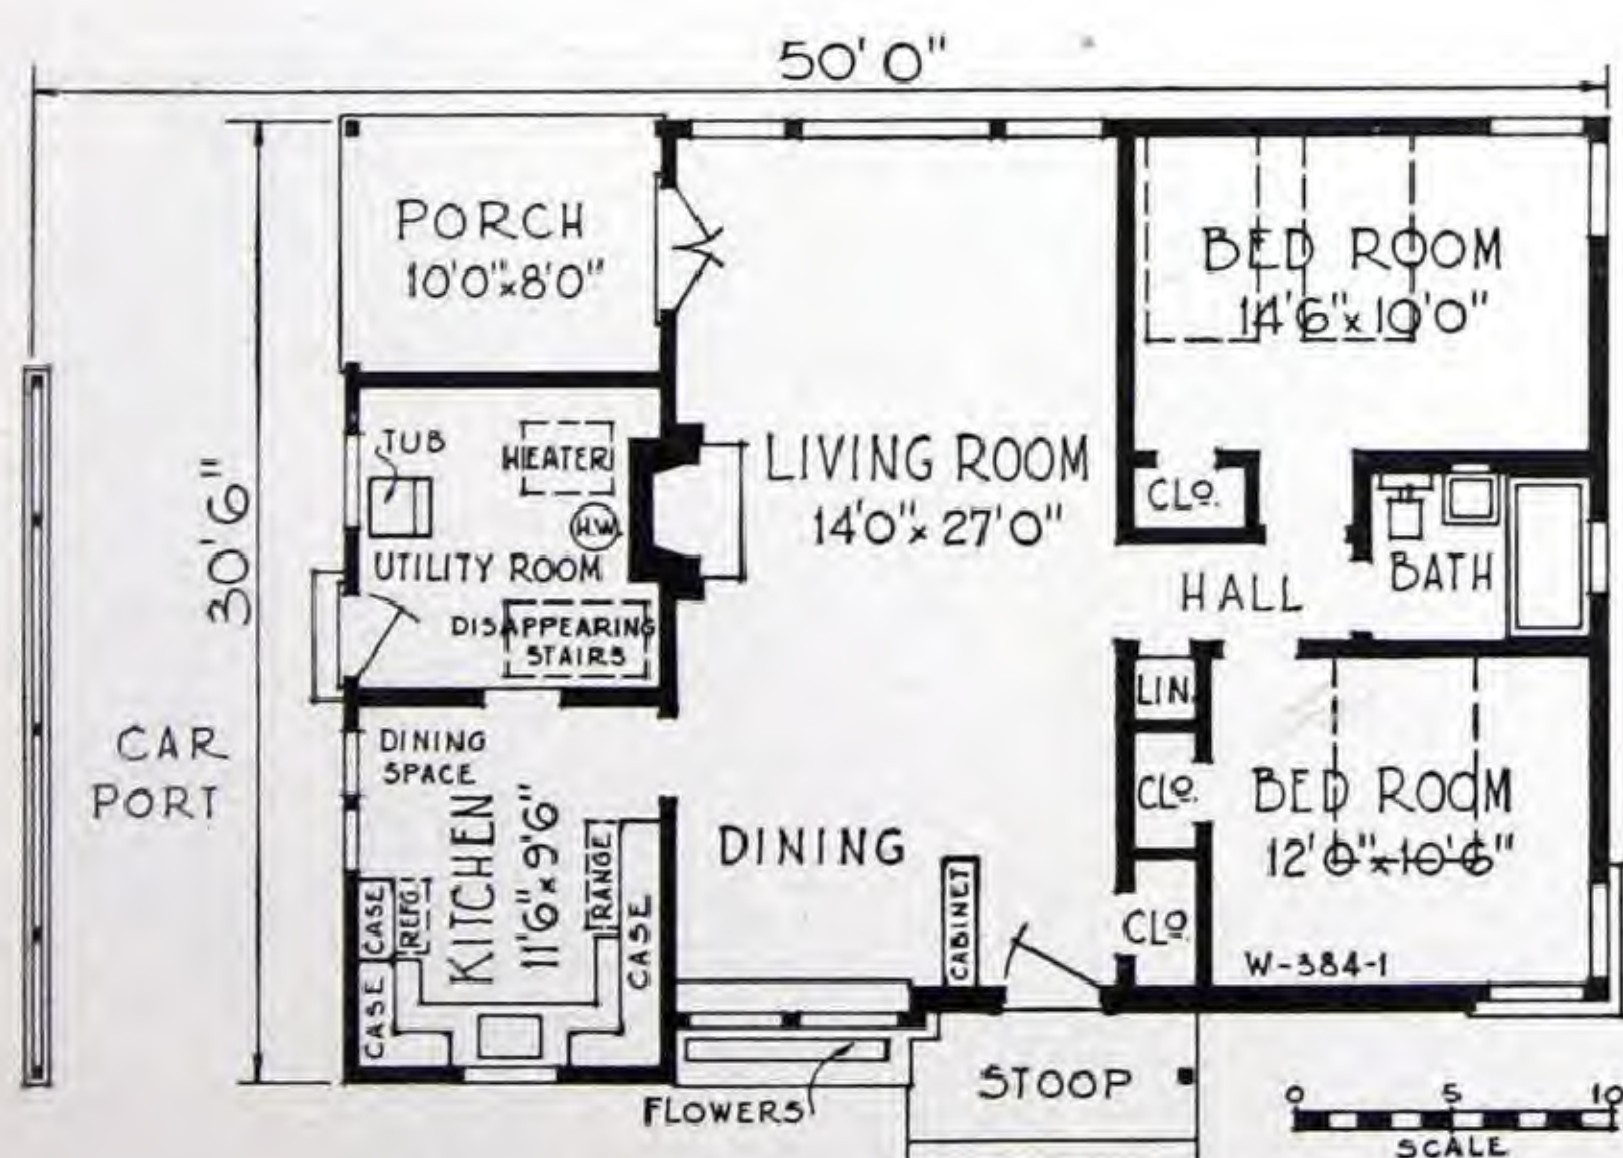 50'0"
PORCH
10'0"x8'0"
BED ROOM
14'6"x10'0"
30'6"
TUB
HEATER
H.W.
UTILITY ROOM
DISAPPEARING
STAIRS
LIVING ROOM
14'0"x27'0"
CLO.
BATH
HALL
LIN.
CAR
PORT
DINING
SPACE
KITCHEN
11'6"x9'6"
RANGE
CASE
CASE
REFG.
CASE
DINING
CABINET
CLO.
CLO.
BED ROOM
12'0"x10'6"
W-384-1
FLOWERS
STOOP
0 5 10
SCALE